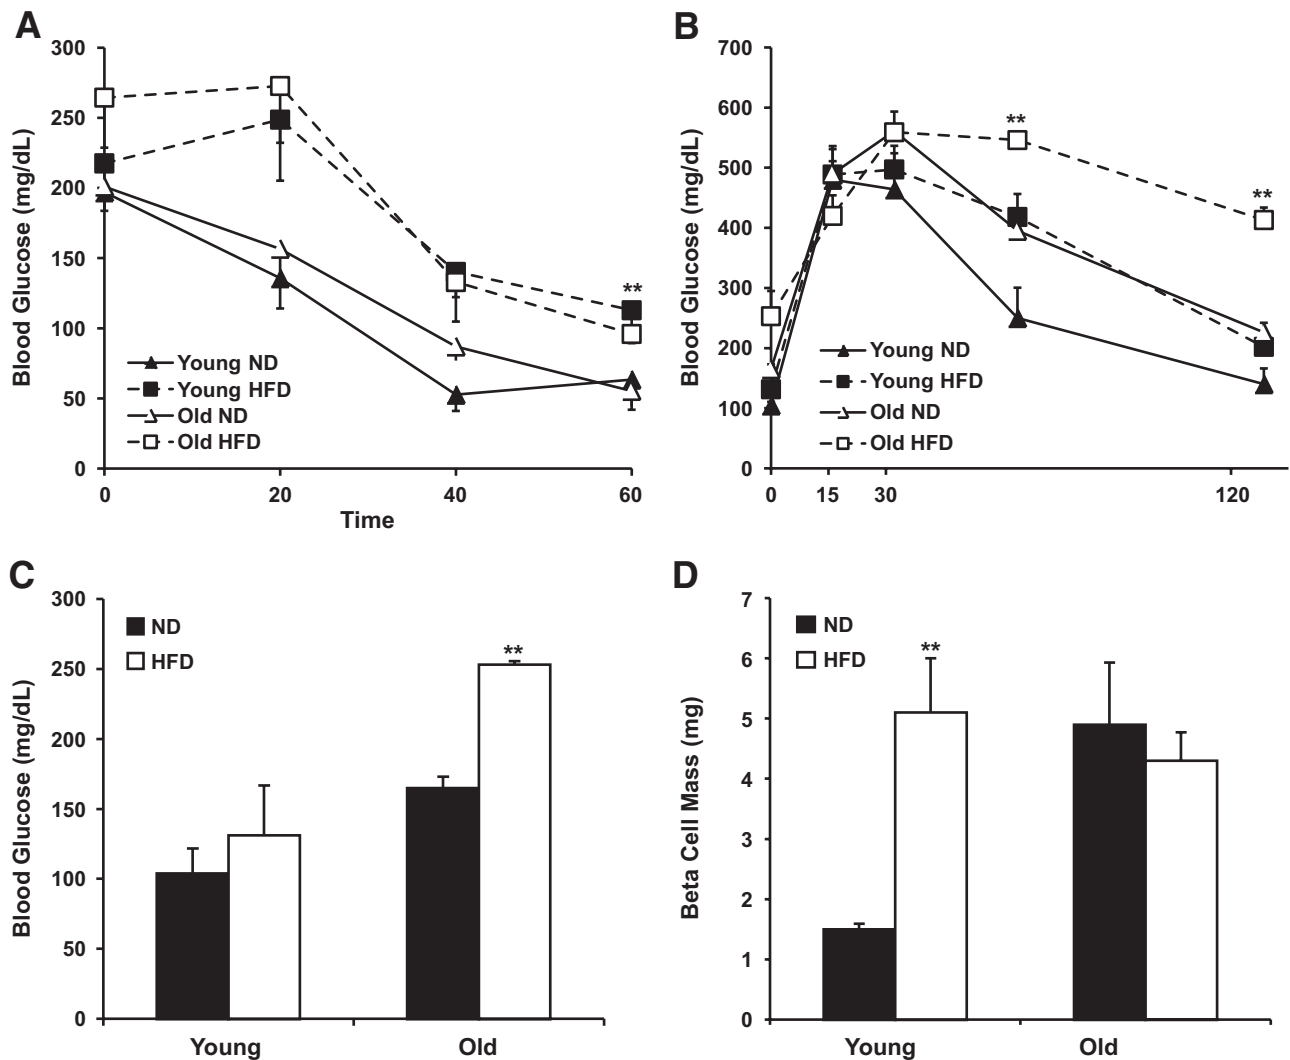 A
Blood Glucose (mg/dL)
300
250
200
150
100
50
0
**
Young ND
Young HFD
Old ND
Old HFD
0 20 40 60
Time
B
Blood Glucose (mg/dL)
700
600
500
400
300
200
100
0
**
**
Young ND
Young HFD
Old ND
Old HFD
0 15 30 120
C
Blood Glucose (mg/dL)
300
250
200
150
100
50
0
ND
HFD
**
Young Old
D
Beta Cell Mass (mg)
7
6
5
4
3
2
1
0
ND
HFD
**
Young Old